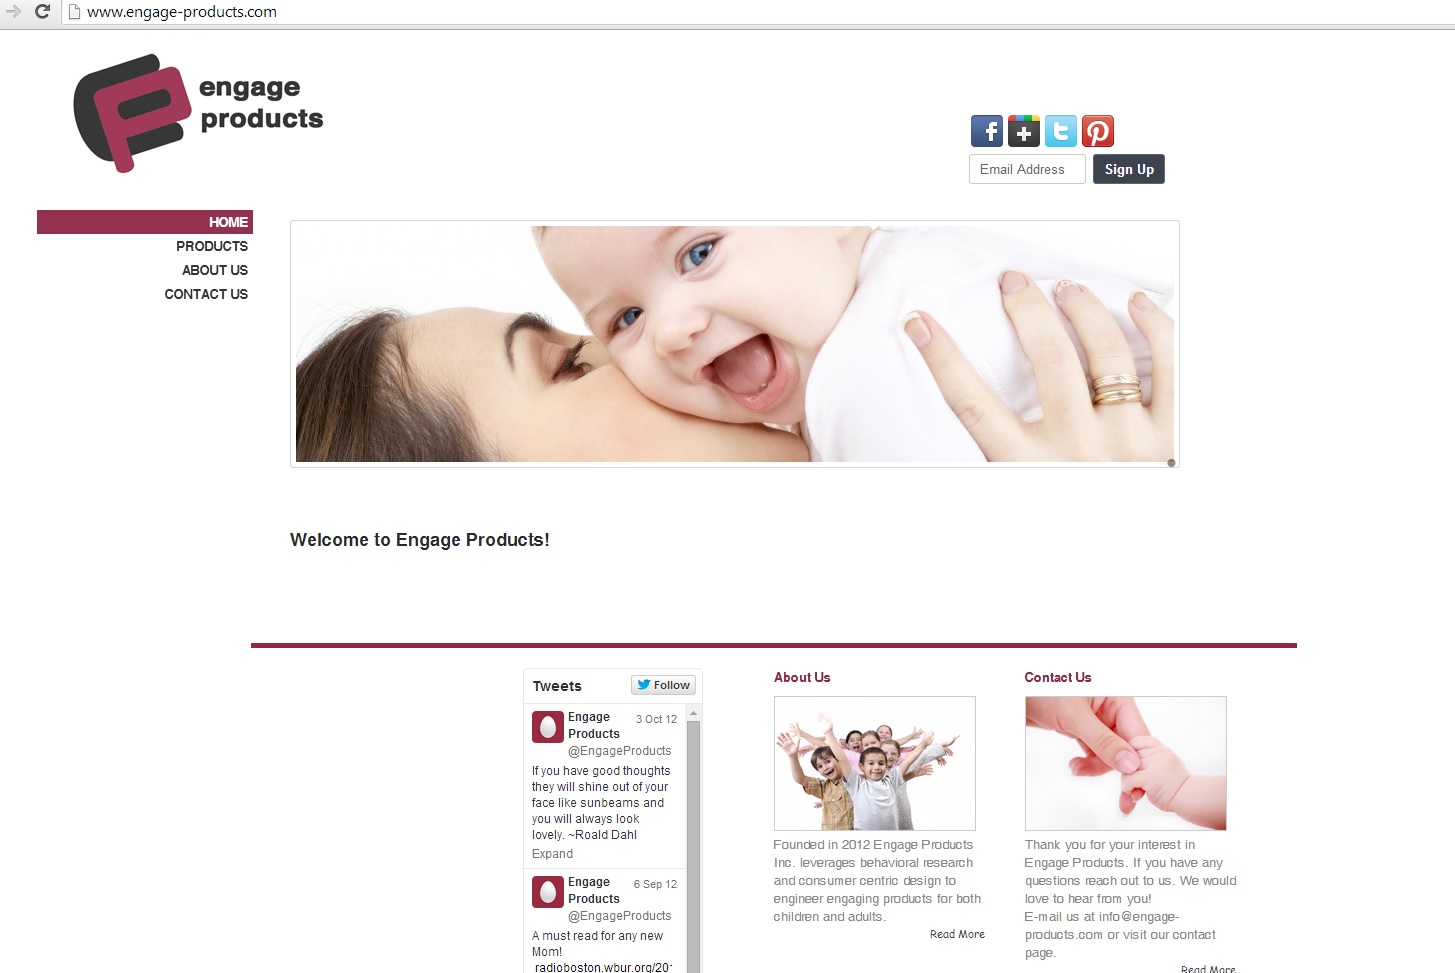 www.engage-products.com
engage
products
Email Address
Sign Up
HOME
PRODUCTS
ABOUT US
CONTACT US
Welcome to Engage Products!
Tweets
Follow
Engage
Products
3 Oct 12
@EngageProducts
If you have good thoughts
they will shine out of your
face like sunbeams and
you will always look
lovely. ~Roald Dahl
Expand
Engage
Products
6 Sep 12
@EngageProducts
A must read for any new
Mom!
radioboston.wbur.org/201
About Us
Founded in 2012 Engage Products
Inc. leverages behavioral research
and consumer centric design to
engineer engaging products for both
children and adults.
Read More
Contact Us
Thank you for your interest in
Engage Products. If you have any
questions reach out to us. We would
love to hear from you!
E-mail us at info@engage-
products.com or visit our contact
page.
Read More